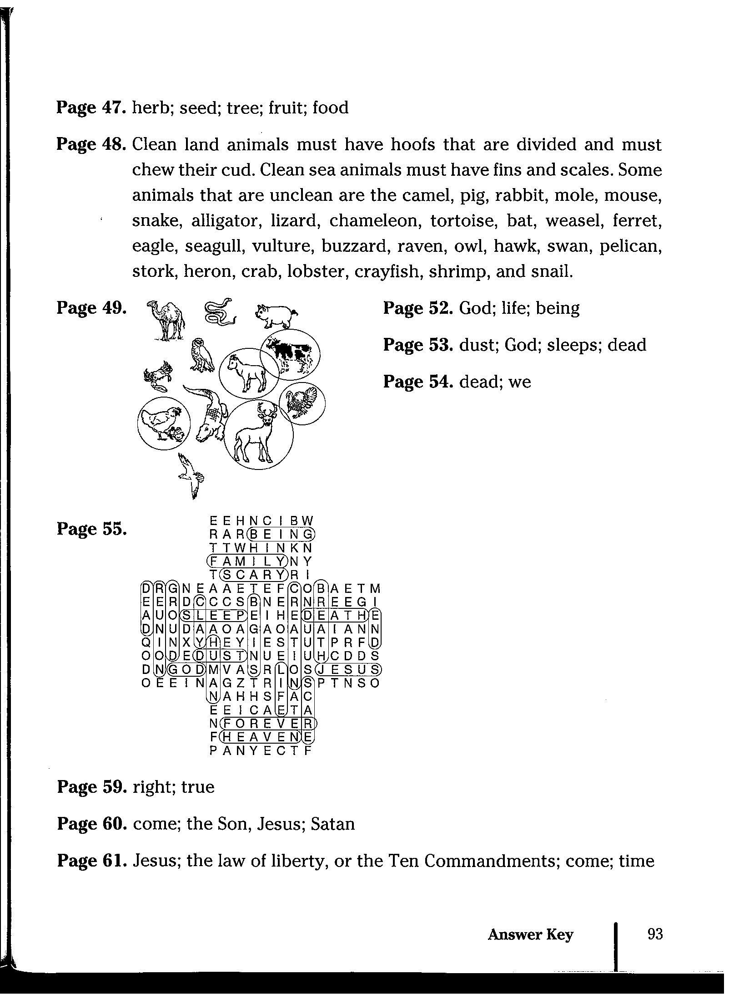 Page 47. herb; seed; tree; fruit; food
Page 48. Clean land animals must have hoofs that are divided and must
chew their cud. Clean sea animals must have fins and scales. Some
animals that are unclean are the camel, pig, rabbit, mole, mouse,
snake, alligator, lizard, chameleon, tortoise, bat, weasel, ferret,
eagle, seagull, vulture, buzzard, raven, owl, hawk, swan, pelican,
stork, heron, crab, lobster, crayfish, shrimp, and snail.
Page 49.
Page 52. God; life; being
Page 53. dust; God; sleeps; dead
Page 54. dead; we
Page 55.
E E H N C I B W
R A R B E I N G
T T W H I N K N
F A M I L Y N Y
T S C A R Y R I
D R G N E A A E T E F C O B A E T M
E E R D C C C S B N E R N R E E G I
A U O S L E E P E I H E D E A T H E
D N U D A A O A G A O A U A I A N N
Q I N X Y H E Y I E S T U T P R F D
O O D E D U S T N U E I U H C D D S
D N G O D M V A S R L O S J E S U S
O E E I N A G Z T R I N S P T N S O
N A H H S F A C
E E I C A E T A
N F O R E V E R
F H E A V E N E
P A N Y E C T F
Page 59. right; true
Page 60. come; the Son, Jesus; Satan
Page 61. Jesus; the law of liberty, or the Ten Commandments; come; time
Answer Key 93